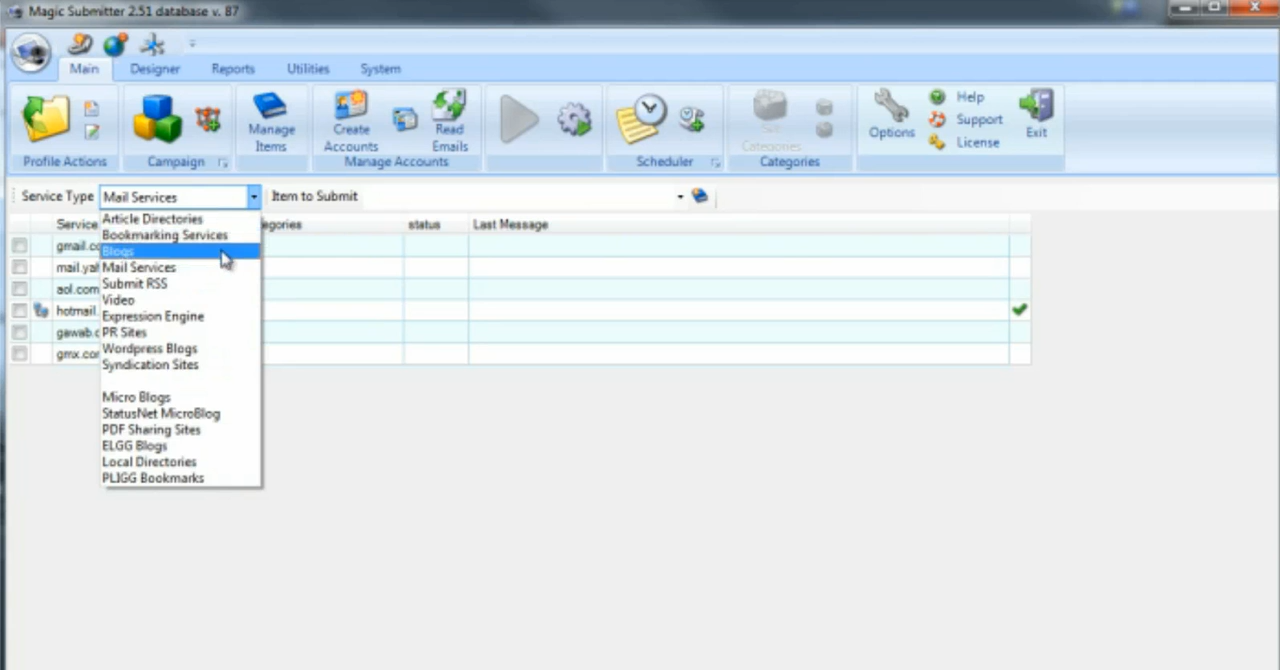 Magic Submitter 2.51 database v. 87
Main Designer Reports Utilities System
Manage Items
Create Accounts
Read Emails
Set Categories
Options
Help
Support
License
Exit
Profile Actions Campaign Manage Accounts Scheduler Categories
Service Type Mail Services Item to Submit
Service egories status Last Message
Article Directories
Bookmarking Services
gmail.co
Blogs
mail.yah
Mail Services
Submit RSS
aol.com
Video
hotmail.
Expression Engine
gawab.c
PR Sites
gmx.com
Wordpress Blogs
Syndication Sites
Micro Blogs
StatusNet MicroBlog
PDF Sharing Sites
ELGG Blogs
Local Directories
PLIGG Bookmarks